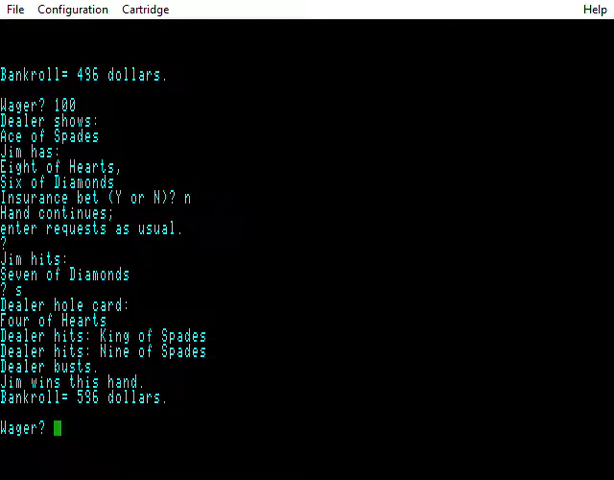 File Configuration Cartridge Help
Bankroll= 496 dollars.
Wager? 100
Dealer shows:
Ace of Spades
Jim has:
Eight of Hearts,
Six of Diamonds
Insurance bet (Y or N)? n
Hand continues;
enter requests as usual.
?
Jim hits:
Seven of Diamonds
? s
Dealer hole card:
Four of Hearts
Dealer hits: King of Spades
Dealer hits: Nine of Spades
Dealer busts.
Jim wins this hand.
Bankroll= 596 dollars.
Wager?